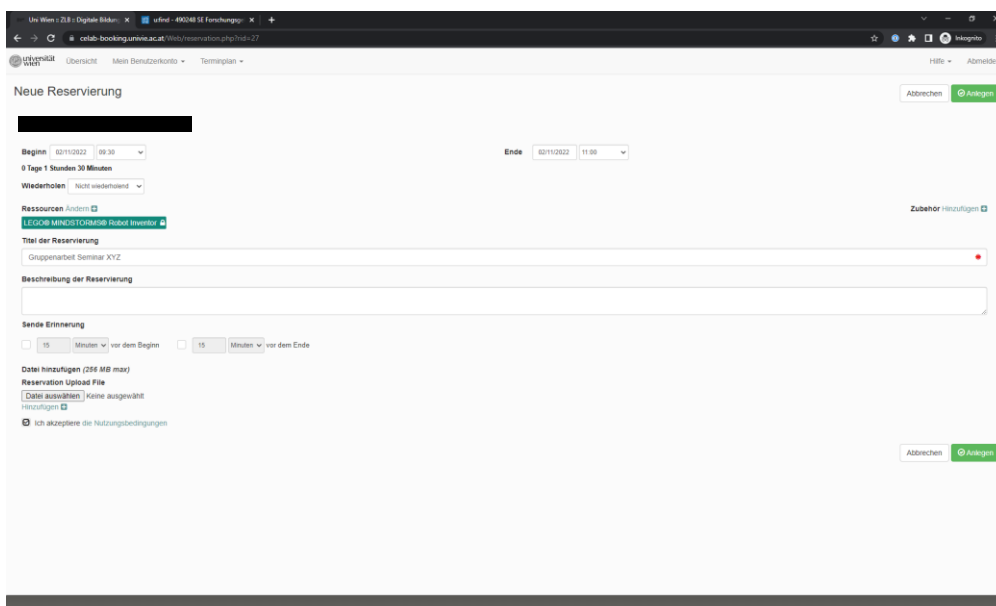 Uni Wien :: ZLB :: Digitale Bildung
u:find - 490248 SE Forschungsge
celab-booking.univie.ac.at/Web/reservation.php?rid=27
Inkognito
universität wien Übersicht Mein Benutzerkonto Terminplan Hilfe Abmelde
Neue Reservierung Abbrechen Anlegen
Beginn 02/11/2022 09:30 Ende 02/11/2022 11:00
0 Tage 1 Stunden 30 Minuten
Wiederholen Nicht wiederholend
Ressourcen Ändern Zubehör Hinzufügen
LEGO® MINDSTORMS® Robot Inventor
Titel der Reservierung
Gruppenarbeit Seminar XYZ
Beschreibung der Reservierung
Sende Erinnerung
15 Minuten vor dem Beginn 15 Minuten vor dem Ende
Datei hinzufügen (256 MB max)
Reservation Upload File
Datei auswählen Keine ausgewählt
Hinzufügen
Ich akzeptiere die Nutzungsbedingungen
Abbrechen Anlegen